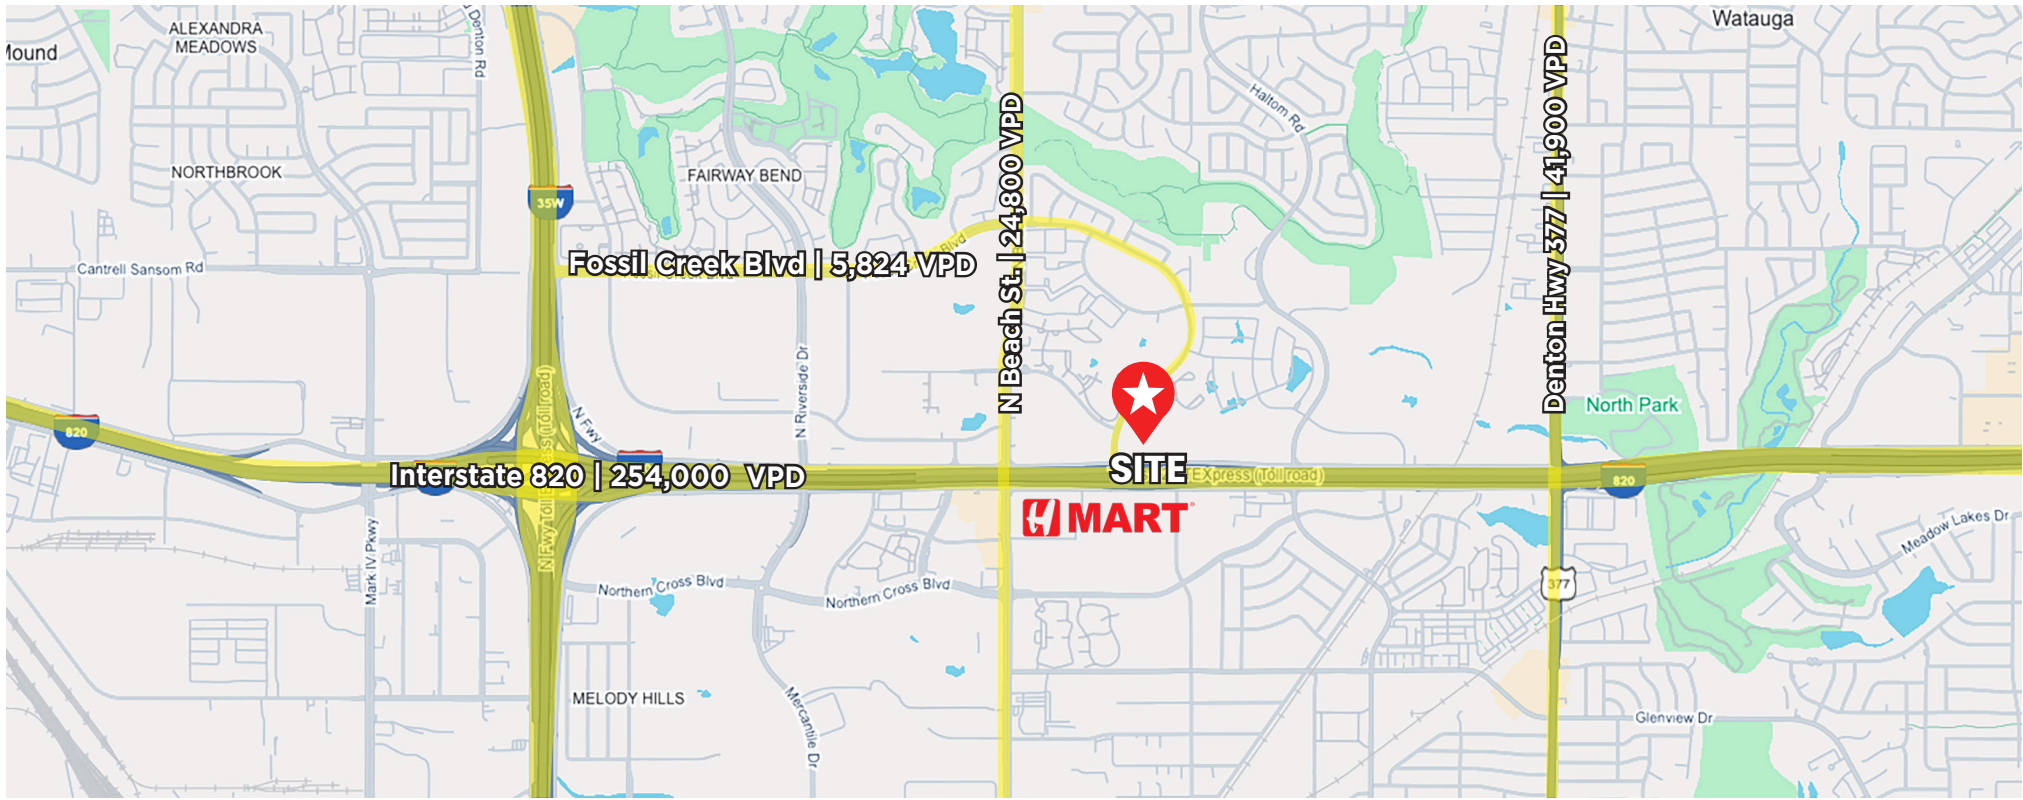 ALEXANDRA
MEADOWS
Denton Rd
Watauga
Mound
Haltom Rd
NORTHBROOK
FAIRWAY BEND
35W
N Beach St. | 24,800 VPD
Denton Hwy 377 | 41,900 VPD
Cantrell Sansom Rd
Fossil Creek Blvd | 5,824 VPD
Blvd
N Riverside Dr
North Park
N Fwy
820
Interstate 820 | 254,000 VPD
SITE
EXpress (Toll road)
820
H MART
Mark IV Pkwy
Meadow Lakes Dr
Northern Cross Blvd
Northern Cross Blvd
377
MELODY HILLS
Mercantile Dr
Glenview Dr